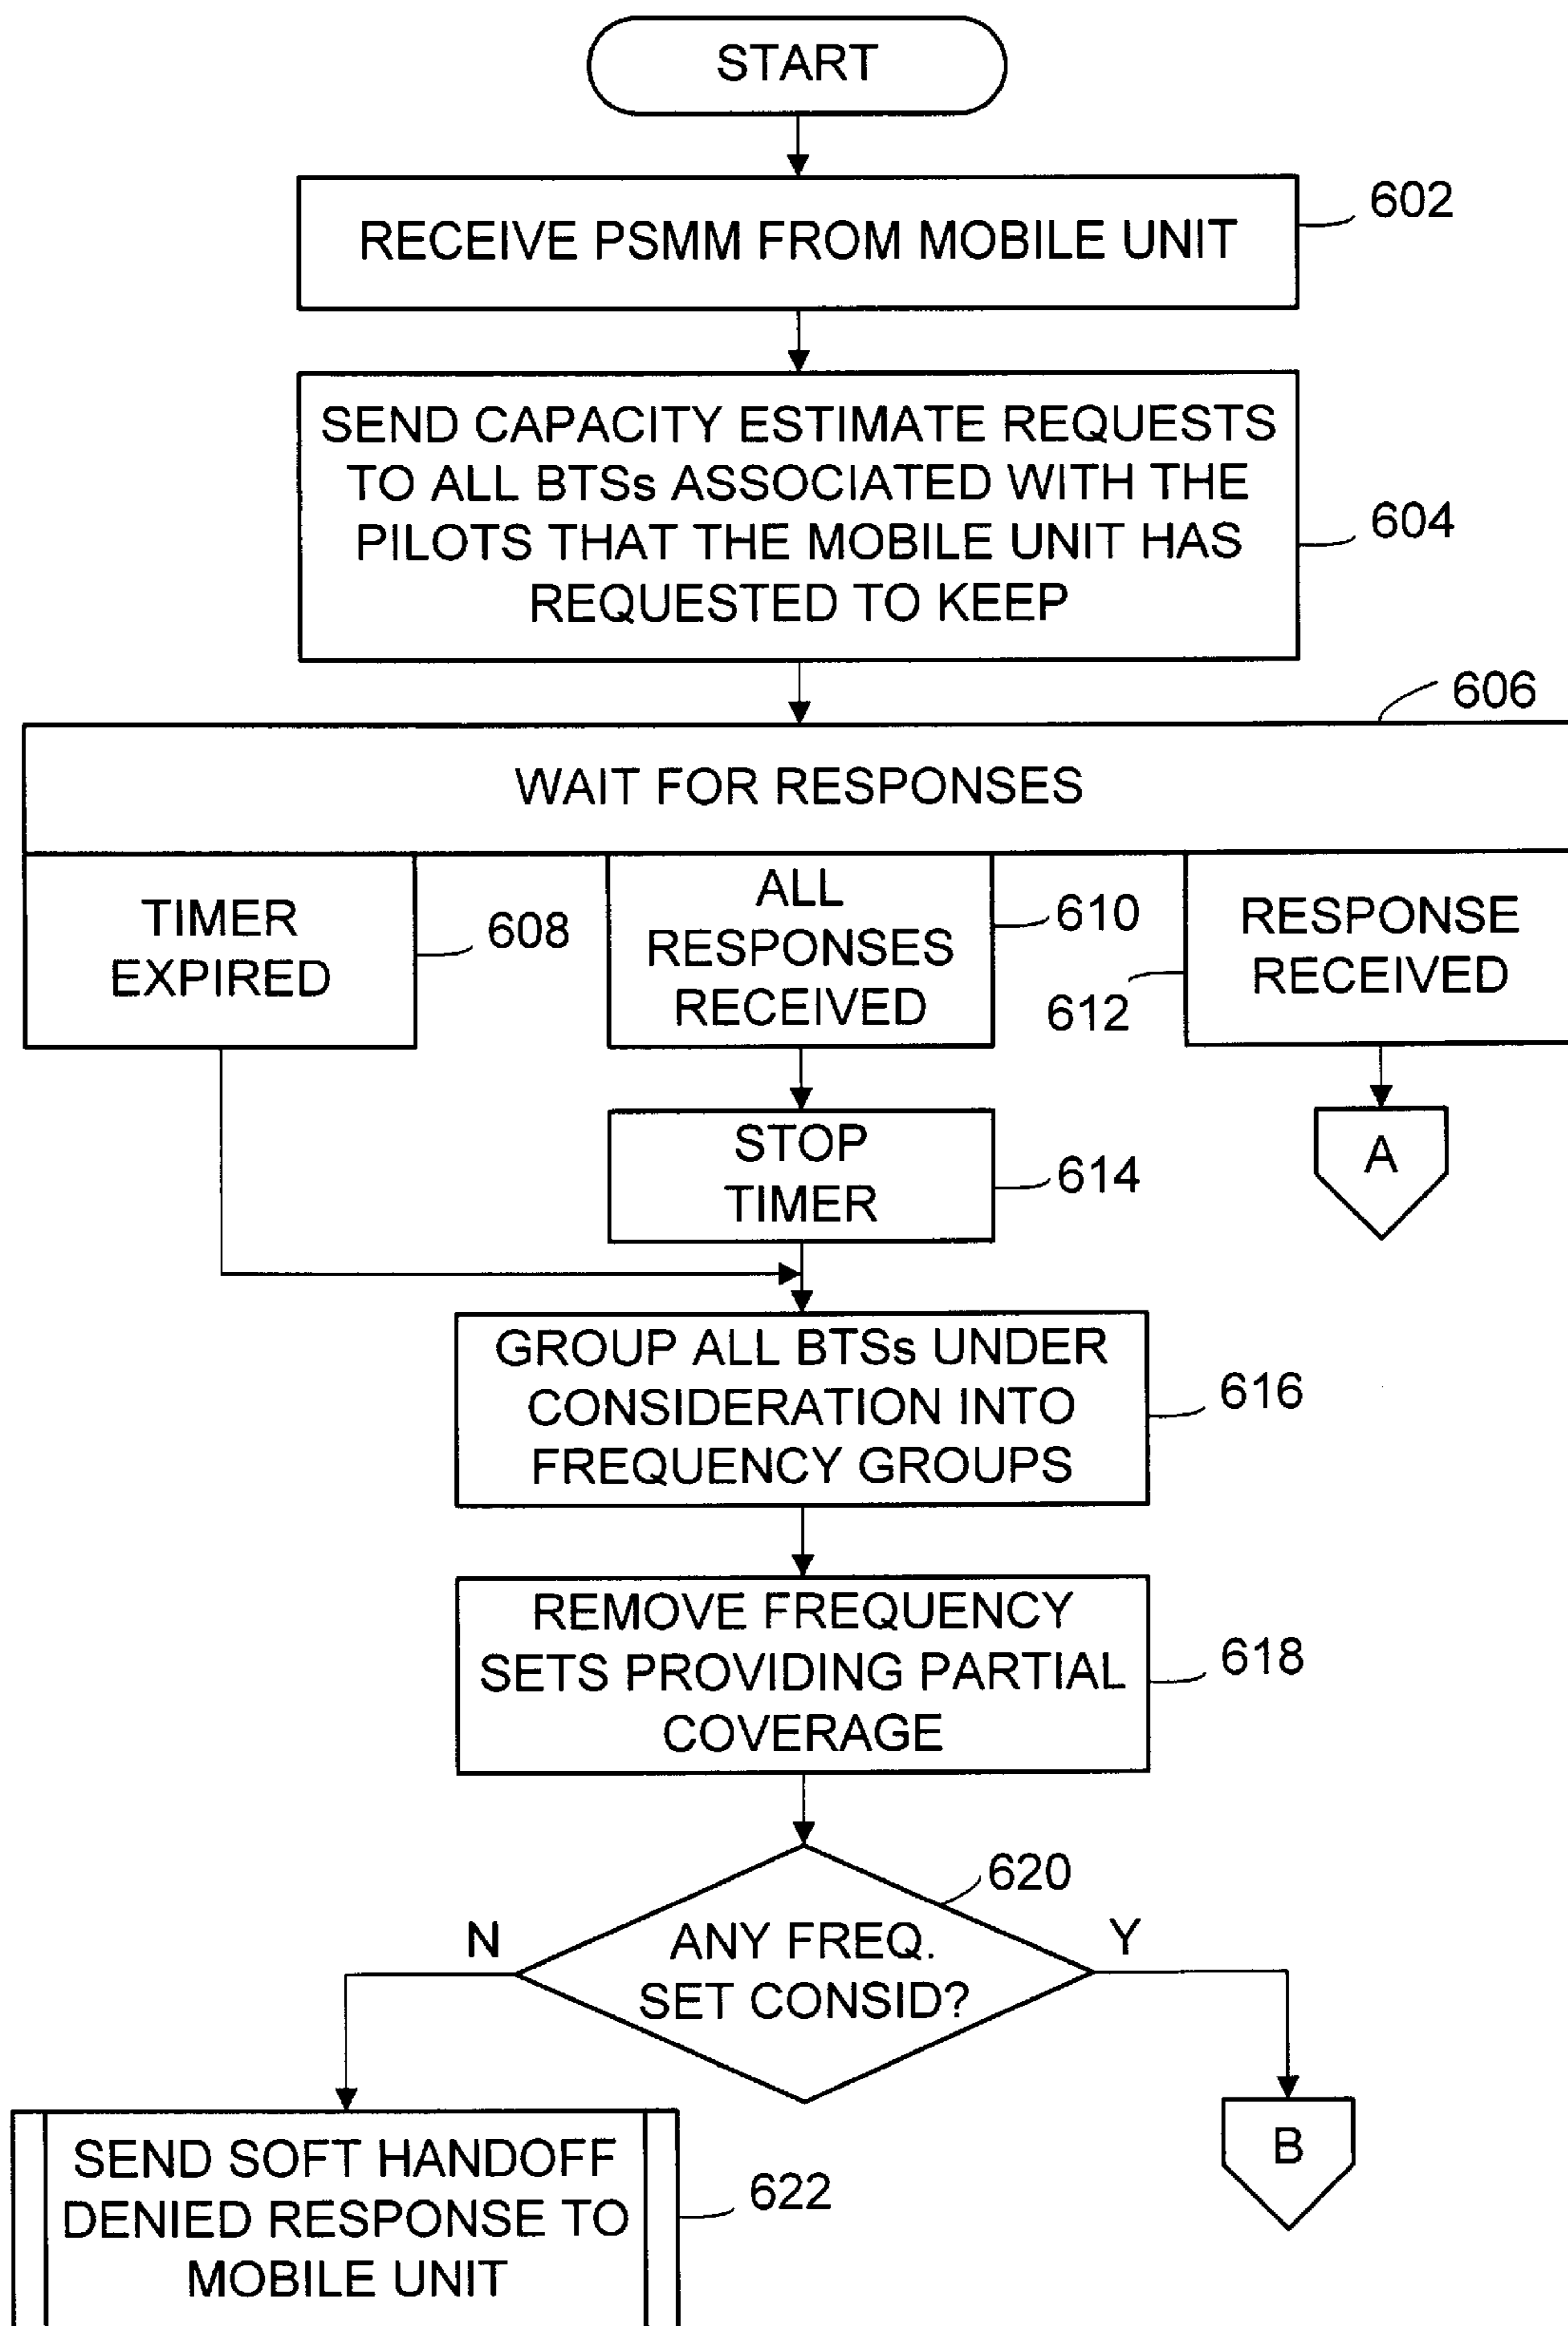 START
RECEIVE PSMM FROM MOBILE UNIT
602
SEND CAPACITY ESTIMATE REQUESTS
TO ALL BTSs ASSOCIATED WITH THE
PILOTS THAT THE MOBILE UNIT HAS
REQUESTED TO KEEP
604
606
WAIT FOR RESPONSES
TIMER
EXPIRED
608
ALL
RESPONSES
RECEIVED
610
612
RESPONSE
RECEIVED
STOP
TIMER
614
A
GROUP ALL BTSs UNDER
CONSIDERATION INTO
FREQUENCY GROUPS
616
REMOVE FREQUENCY
SETS PROVIDING PARTIAL
COVERAGE
618
620
N
ANY FREQ.
SET CONSID?
Y
SEND SOFT HANDOFF
DENIED RESPONSE TO
MOBILE UNIT
622
B